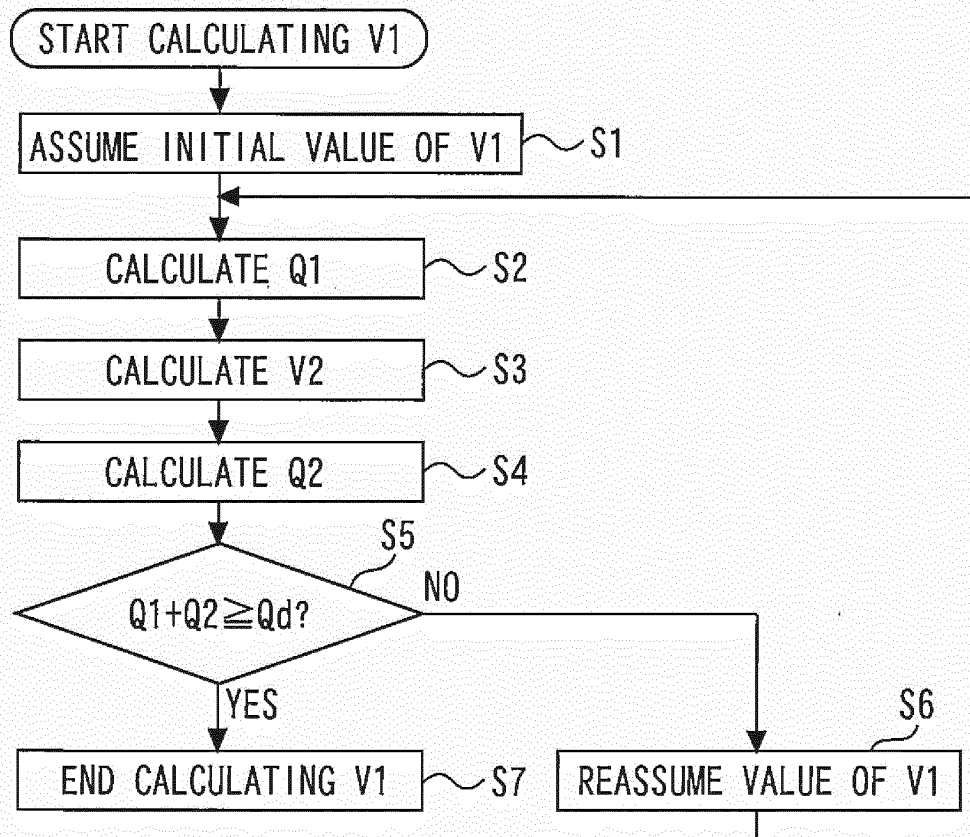 START CALCULATING V1
ASSUME INITIAL VALUE OF V1
S1
CALCULATE Q1
S2
CALCULATE V2
S3
CALCULATE Q2
S4
S5
Q1+Q2≧Qd?
NO
YES
S6
END CALCULATING V1
S7
REASSUME VALUE OF V1